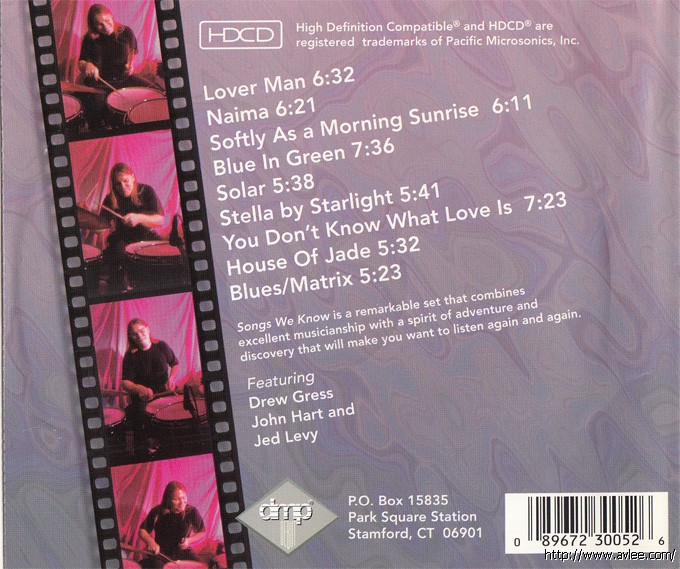 HDCD
High Definition Compatible® and HDCD® are
registered trademarks of Pacific Microsonics, Inc.
Lover Man 6:32
Naima 6:21
Softly As a Morning Sunrise 6:11
Blue In Green 7:36
Solar 5:38
Stella by Starlight 5:41
You Don't Know What Love Is 7:23
House Of Jade 5:32
Blues/Matrix 5:23
Songs We Know is a remarkable set that combines
excellent musicianship with a spirit of adventure and
discovery that will make you want to listen again and again.
Featuring
Drew Gress
John Hart and
Jed Levy
dmp®
P.O. Box 15835
Park Square Station
Stamford, CT 06901
0 89672 30052 6
http://www.avlee.com/